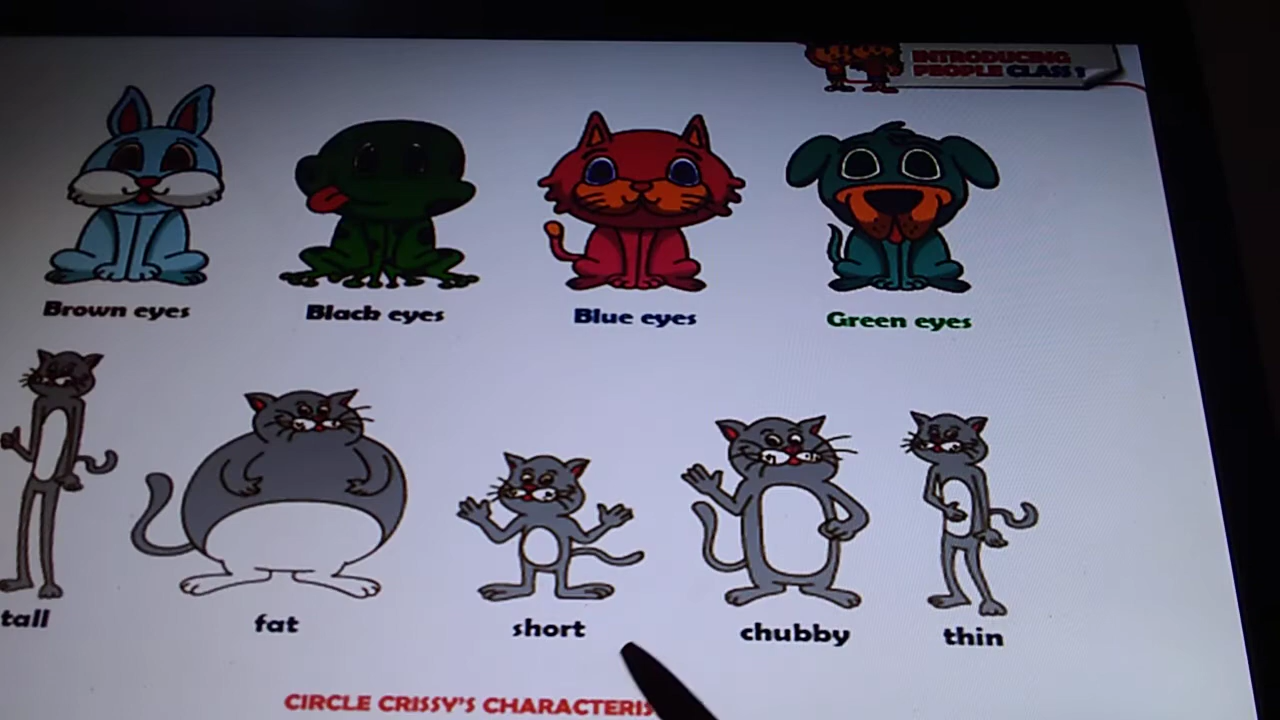 INTRODUCING
PEOPLE CLASS 1
Brown eyes
Black eyes
Blue eyes
Green eyes
tall
fat
short
chubby
thin
CIRCLE CRISSY'S CHARACTERIS